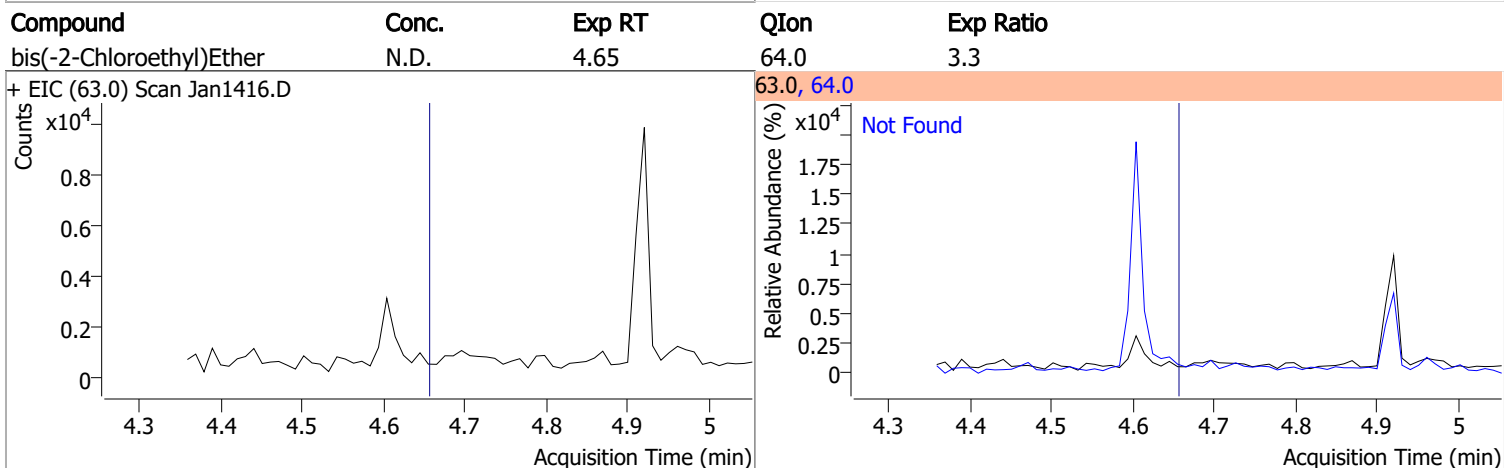 Compound Conc. Exp RT QIon Exp Ratio
bis(-2-Chloroethyl)Ether N.D. 4.65 64.0 3.3
+ EIC (63.0) Scan Jan1416.D
Counts
x10^4
0.8
0.6
0.4
0.2
0
4.3 4.4 4.5 4.6 4.7 4.8 4.9 5
Acquisition Time (min)
63.0, 64.0
Relative Abundance (%)
x10^4
Not Found
1.75
1.5
1.25
1
0.75
0.5
0.25
0
4.3 4.4 4.5 4.6 4.7 4.8 4.9 5
Acquisition Time (min)